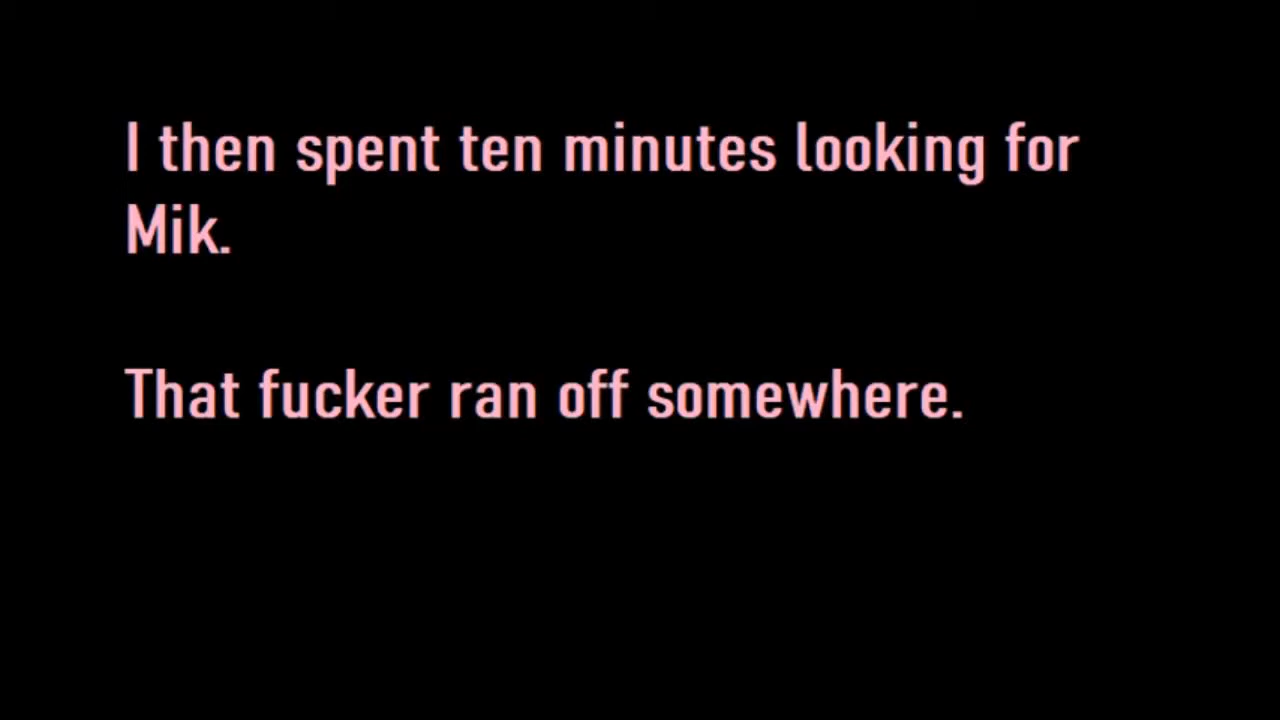 I then spent ten minutes looking for
Mik.
That fucker ran off somewhere.